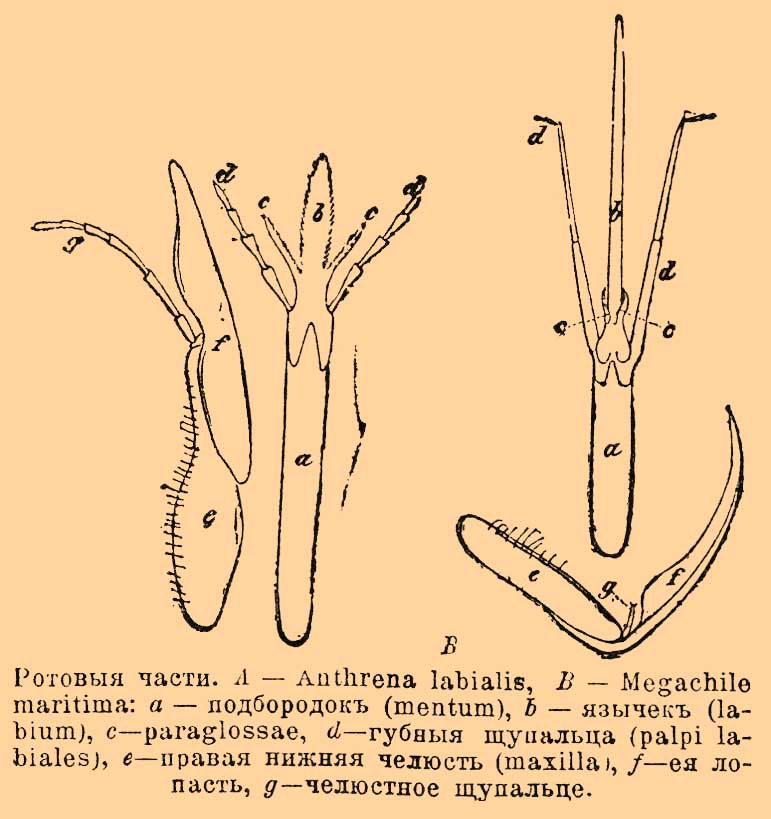 d
d
c
b
c
g
f
a
e
b
d
d
c
c
a
e
g
f
B
Ротовыя части. A — Anthrena labialis, B — Megachile
maritima: a — подбородокъ (mentum), b — язычекъ (la-
bium), c—paraglossae, d—губныя щупальца (palpi la-
biales), e—правая нижняя челюсть (maxilla), f—ея ло-
пасть, g—челюстное щупальце.